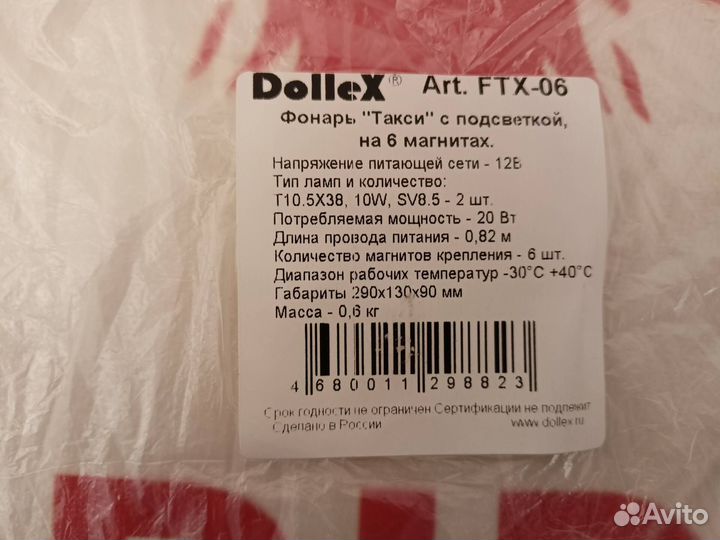 DolleX® Art. FTX-06
Фонарь "Такси" с подсветкой,
на 6 магнитах.
Напряжение питающей сети - 12В
Тип ламп и количество:
T10.5X38, 10W, SV8.5 - 2 шт.
Потребляемая мощность - 20 Вт
Длина провода питания - 0,82 м
Количество магнитов крепления - 6 шт.
Диапазон рабочих температур -30°C +40°C
Габариты 290х130х90 мм
Масса - 0,6 кг
4 680011 298823
Срок годности не ограничен Сертификации не подлежит
Сделано в России www.dollex.ru
Avito